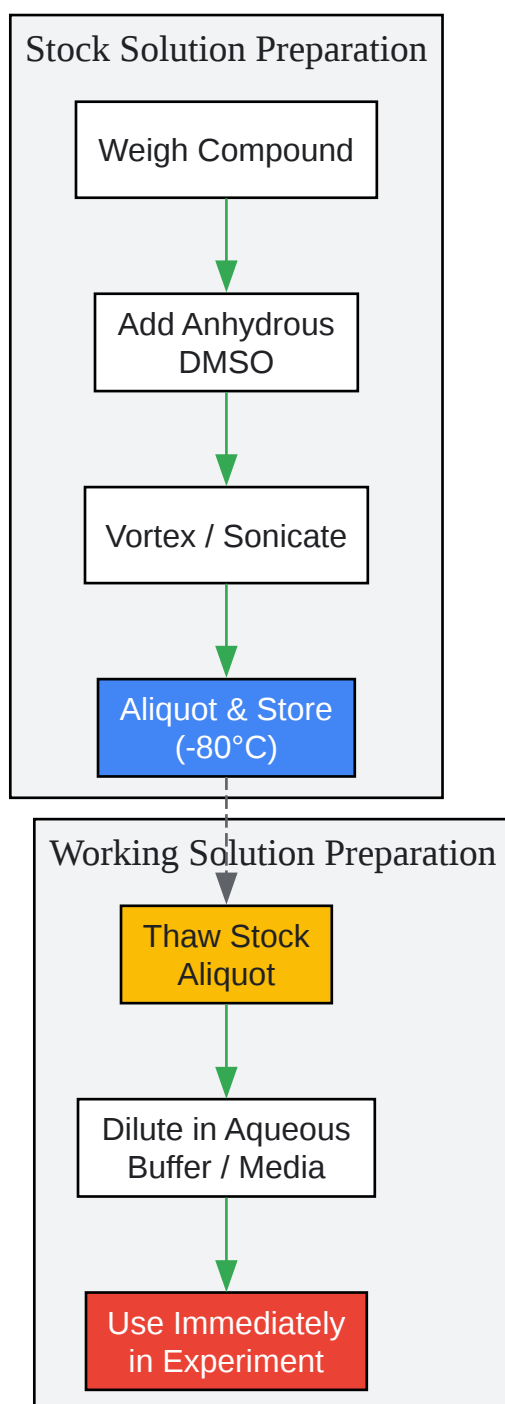 Stock Solution Preparation
Weigh Compound
Add Anhydrous
DMSO
Vortex / Sonicate
Aliquot & Store
(-80°C)
Working Solution Preparation
Thaw Stock
Aliquot
Dilute in Aqueous
Buffer / Media
Use Immediately
in Experiment